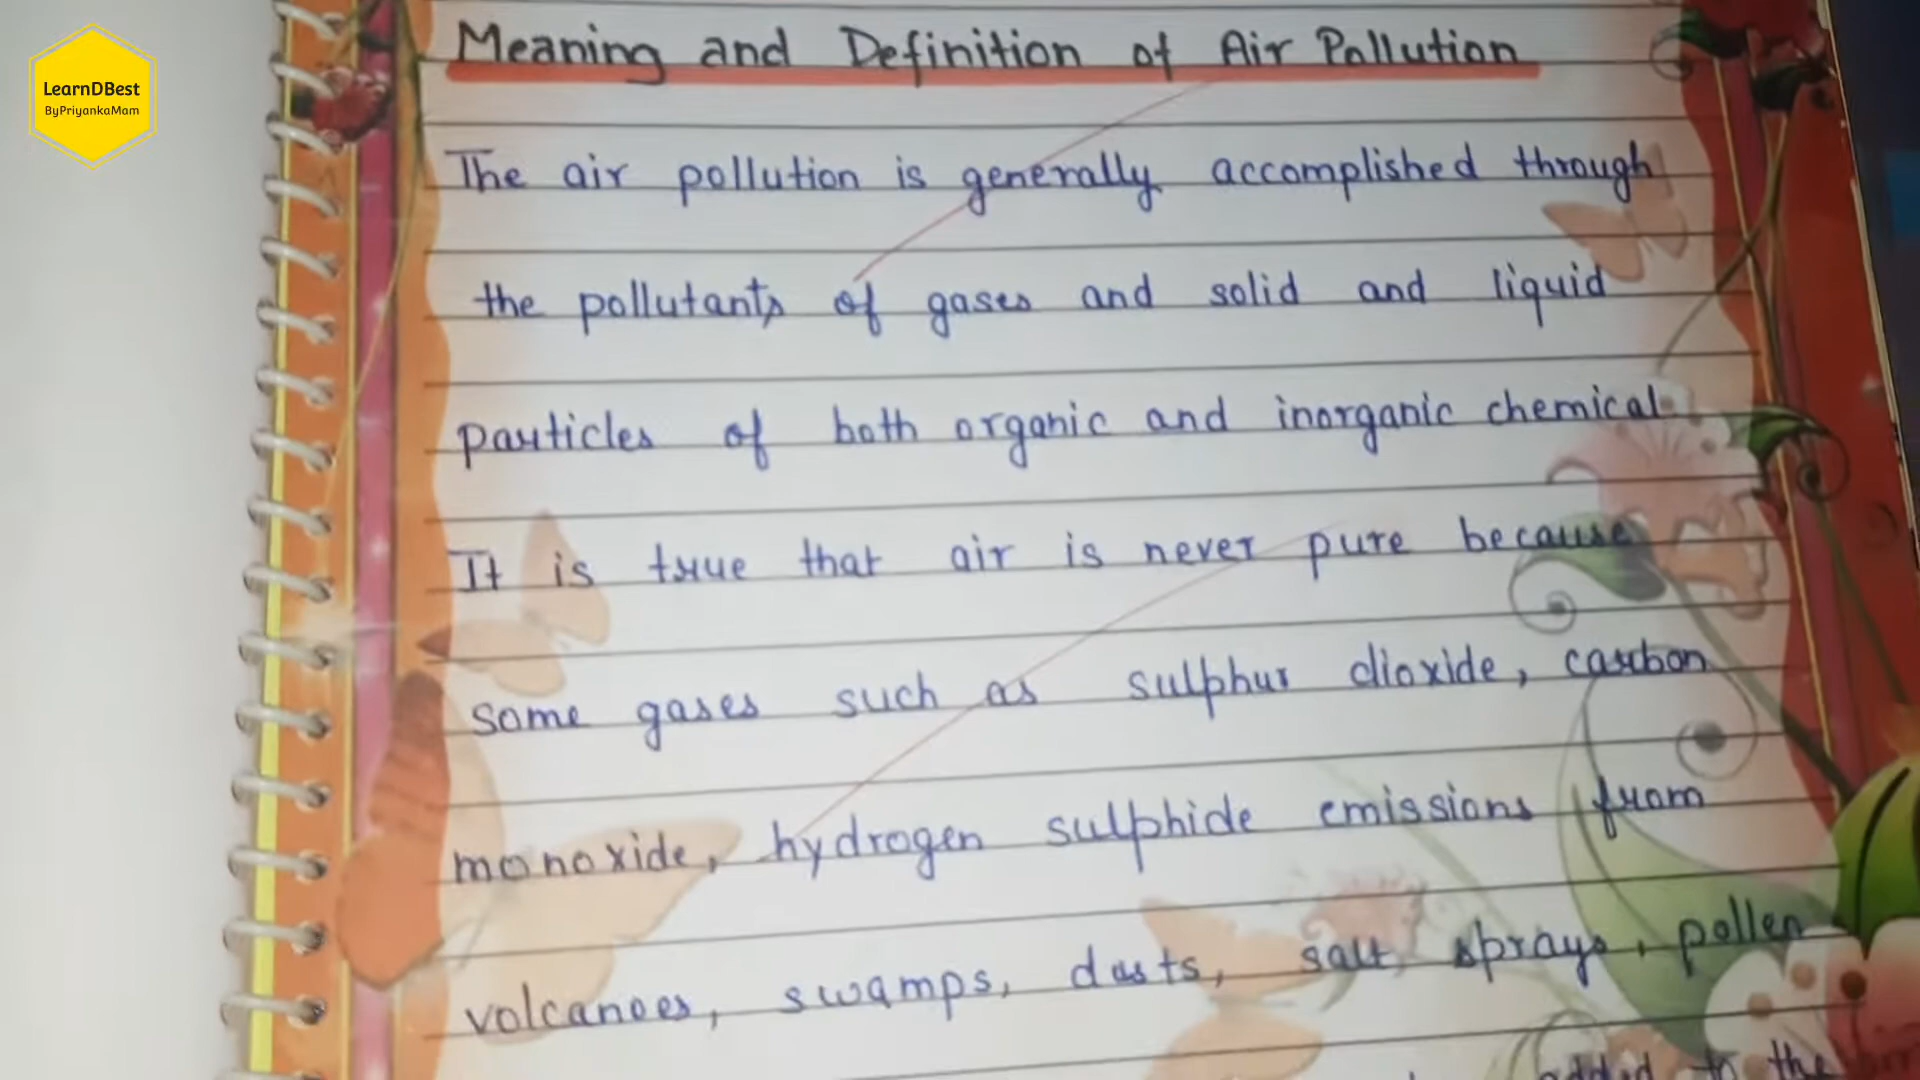 LearnDBest
ByPriyankaMam
Meaning and Definition of Air Pollution
The air pollution is generally accomplished through
the pollutants of gases and solid and liquid
particles of both organic and inorganic chemical
It is true that air is never pure because
some gases such as sulphur dioxide, carbon
monoxide, hydrogen sulphide emissions from
volcanoes, swamps, dusts, salt sprays, pollen
added to the